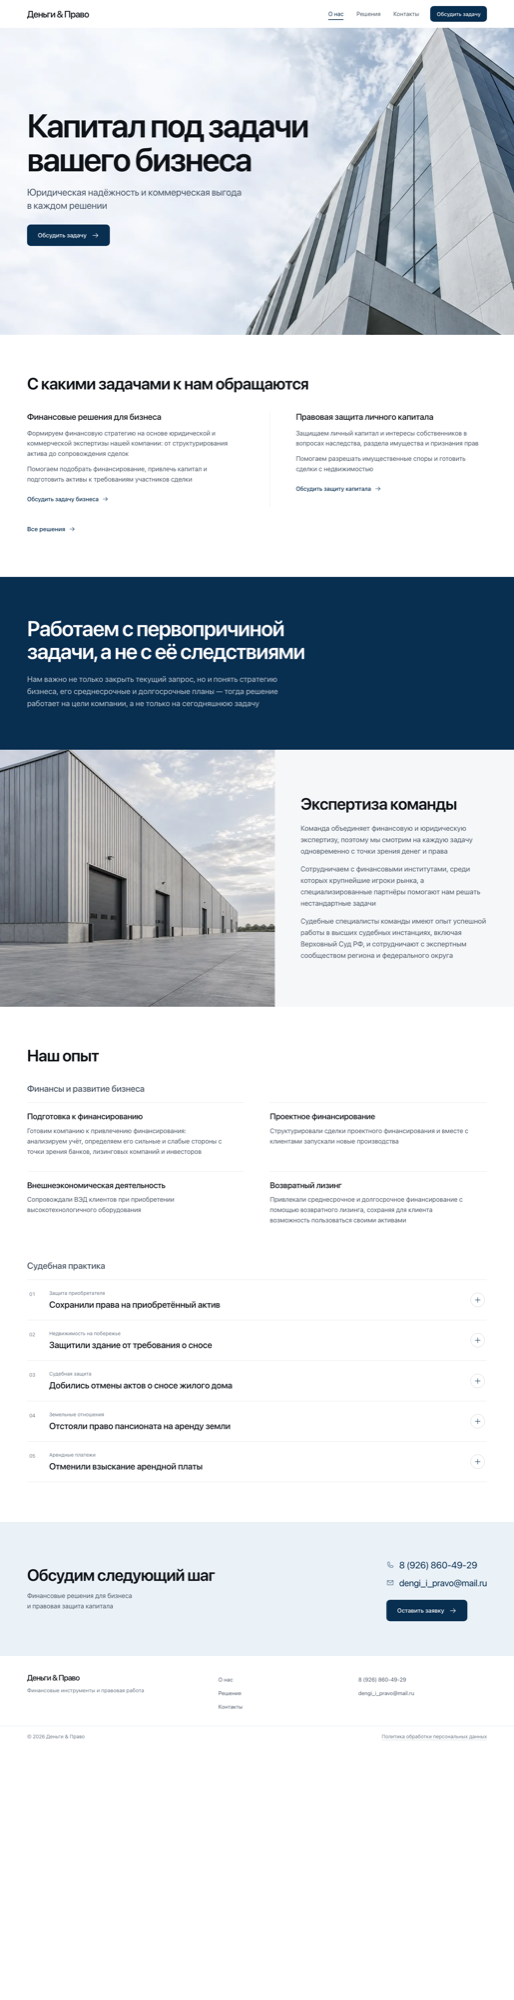 Деньги & Право
О нас
Решения
Контакты
Обсудить задачу
Капитал под задачи
вашего бизнеса
Юридическая надёжность и коммерческая выгода
в каждом решении
Обсудить задачу →
С какими задачами к нам обращаются
Финансовые решения для бизнеса
Формируем финансовую стратегию на основе юридической и
коммерческой экспертизы нашей компании: от структурирования
актива до сопровождения сделок
Помогаем подобрать финансирование, привлечь капитал и
подготовить активы к требованиям участников сделки
Обсудить задачу бизнеса →
Правовая защита личного капитала
Защищаем личный капитал и интересы собственников в
вопросах наследства, раздела имущества и признания прав
Помогаем разрешать имущественные споры и готовить
сделки с недвижимостью
Обсудить защиту капитала →
Все решения →
Работаем с первопричиной
задачи, а не с её следствиями
Нам важно не только закрыть текущий запрос, но и понять стратегию
бизнеса, его среднесрочные и долгосрочные планы — тогда решение
работает на цели компании, а не только на сегодняшнюю задачу
Экспертиза команды
Команда объединяет финансовую и юридическую
экспертизу, поэтому мы смотрим на каждую задачу
одновременно с точки зрения денег и права
Сотрудничаем с финансовыми институтами, среди
которых крупнейшие игроки рынка, а
специализированные партнёры помогают нам решать
нестандартные задачи
Судебные специалисты команды имеют опыт успешной
работы в высших судебных инстанциях, включая
Верховный Суд РФ, и сотрудничают с экспертным
сообществом региона и федерального округа
Наш опыт
Финансы и развитие бизнеса
Подготовка к финансированию
Готовим компанию к привлечению финансирования:
анализируем учёт, определяем его сильные и слабые стороны с
точки зрения банков, лизинговых компаний и инвесторов
Проектное финансирование
Структурировали сделки проектного финансирования и вместе с
клиентами запускали новые производства
Внешнеэкономическая деятельность
Сопровождали ВЭД клиентов при приобретении
высокотехнологичного оборудования
Возвратный лизинг
Привлекали среднесрочное и долгосрочное финансирование с
помощью возвратного лизинга, сохраняя для клиента
возможность пользоваться своими активами
Судебная практика
01
Защита приобретателя
Сохранили права на приобретённый актив
02
Недвижимость на побережье
Защитили здание от требования о сносе
03
Судебная защита
Добились отмены актов о сносе жилого дома
04
Земельные отношения
Отстояли право пансионата на аренду земли
05
Арендные платежи
Отменили взыскание арендной платы
Обсудим следующий шаг
Финансовые решения для бизнеса
и правовая защита капитала
8 (926) 860-49-29
dengi_i_pravo@mail.ru
Оставить заявку →
Деньги & Право
Финансовые инструменты и правовая работа
О нас
Решения
Контакты
8 (926) 860-49-29
dengi_i_pravo@mail.ru
© 2026 Деньги & Право
Политика обработки персональных данных